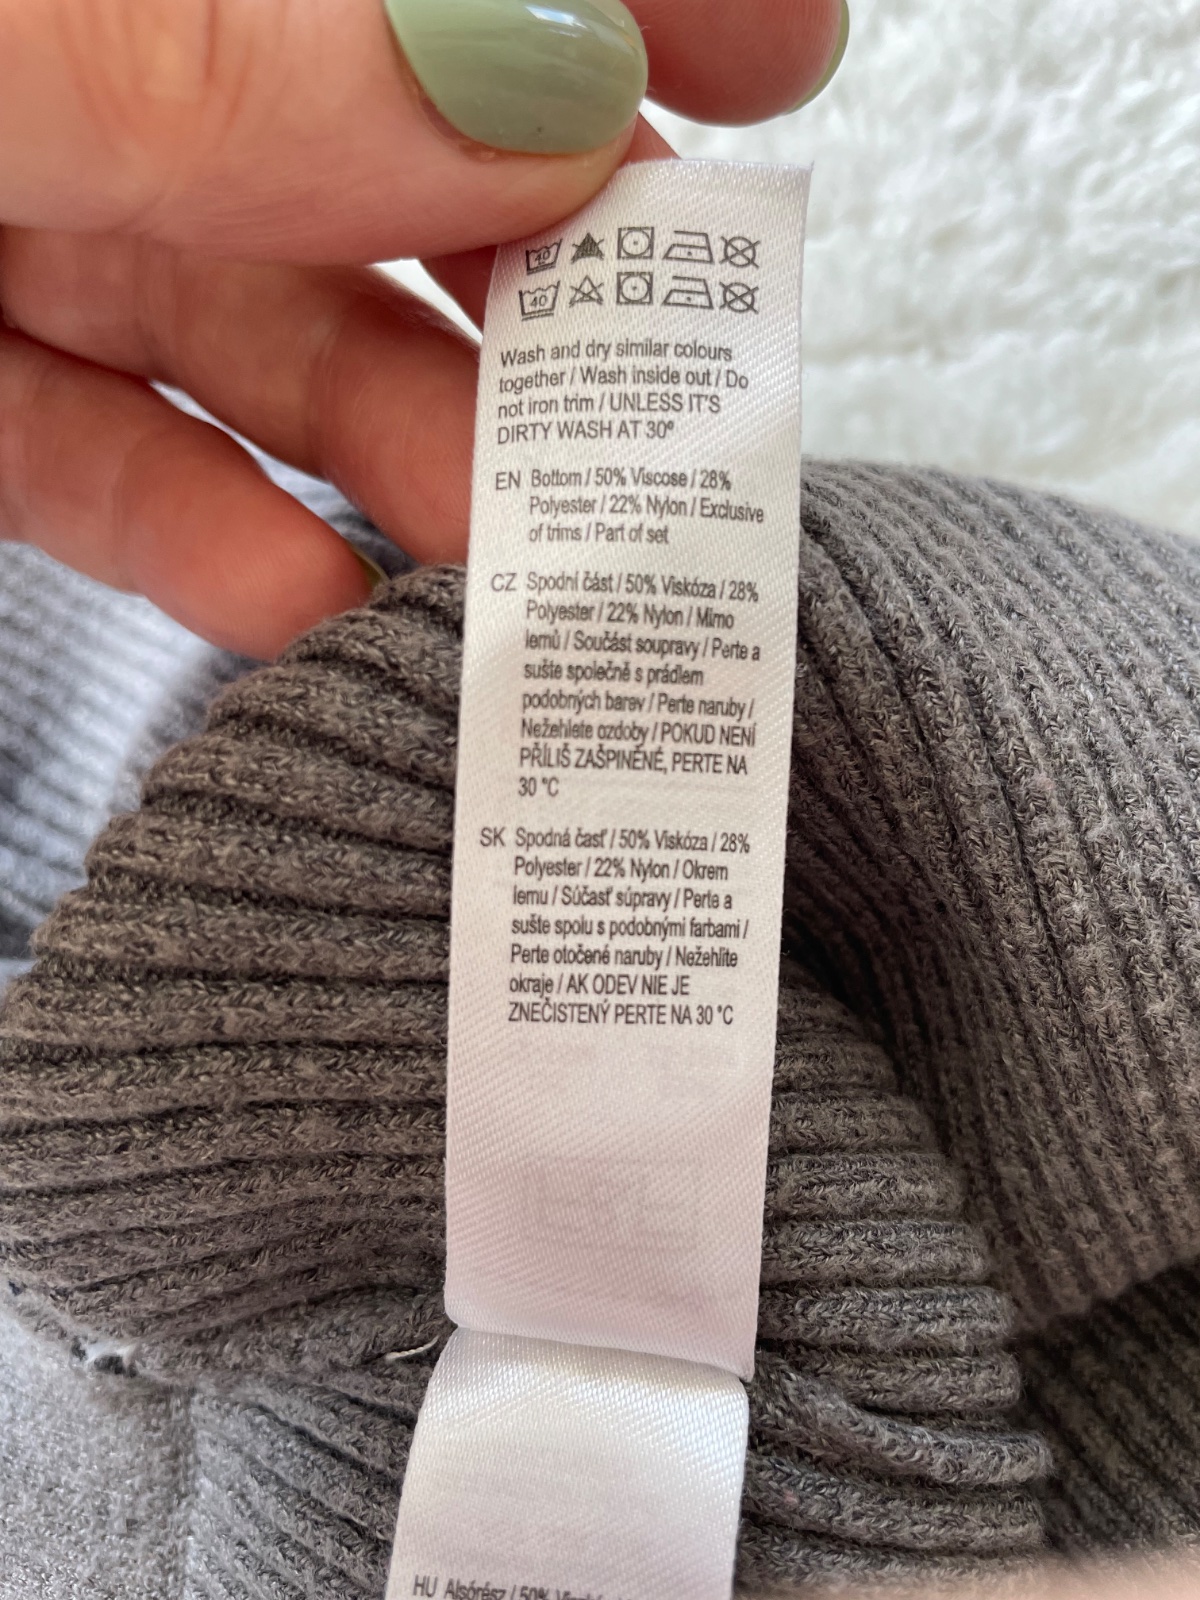 40
40
Wash and dry similar colours
together / Wash inside out / Do
not iron trim / UNLESS IT'S
DIRTY WASH AT 30°
EN Bottom / 50% Viscose / 28%
Polyester / 22% Nylon / Exclusive
of trims / Part of set
CZ Spodní část / 50% Viskóza / 28%
Polyester / 22% Nylon / Mimo
lemů / Součást soupravy / Perte a
sušte společně s prádlem
podobných barev / Perte naruby /
Nežehlete ozdoby / POKUD NENÍ
PŘÍLIŠ ZAŠPINĚNÉ, PERTE NA
30 °C
SK Spodná časť / 50% Viskóza / 28%
Polyester / 22% Nylon / Okrem
lemu / Súčasť súpravy / Perte a
sušte spolu s podobnými farbami /
Perte otočené naruby / Nežehlite
okraje / AK ODEV NIE JE
ZNEČISTENÝ PERTE NA 30 °C
HU Alsórész / 50%